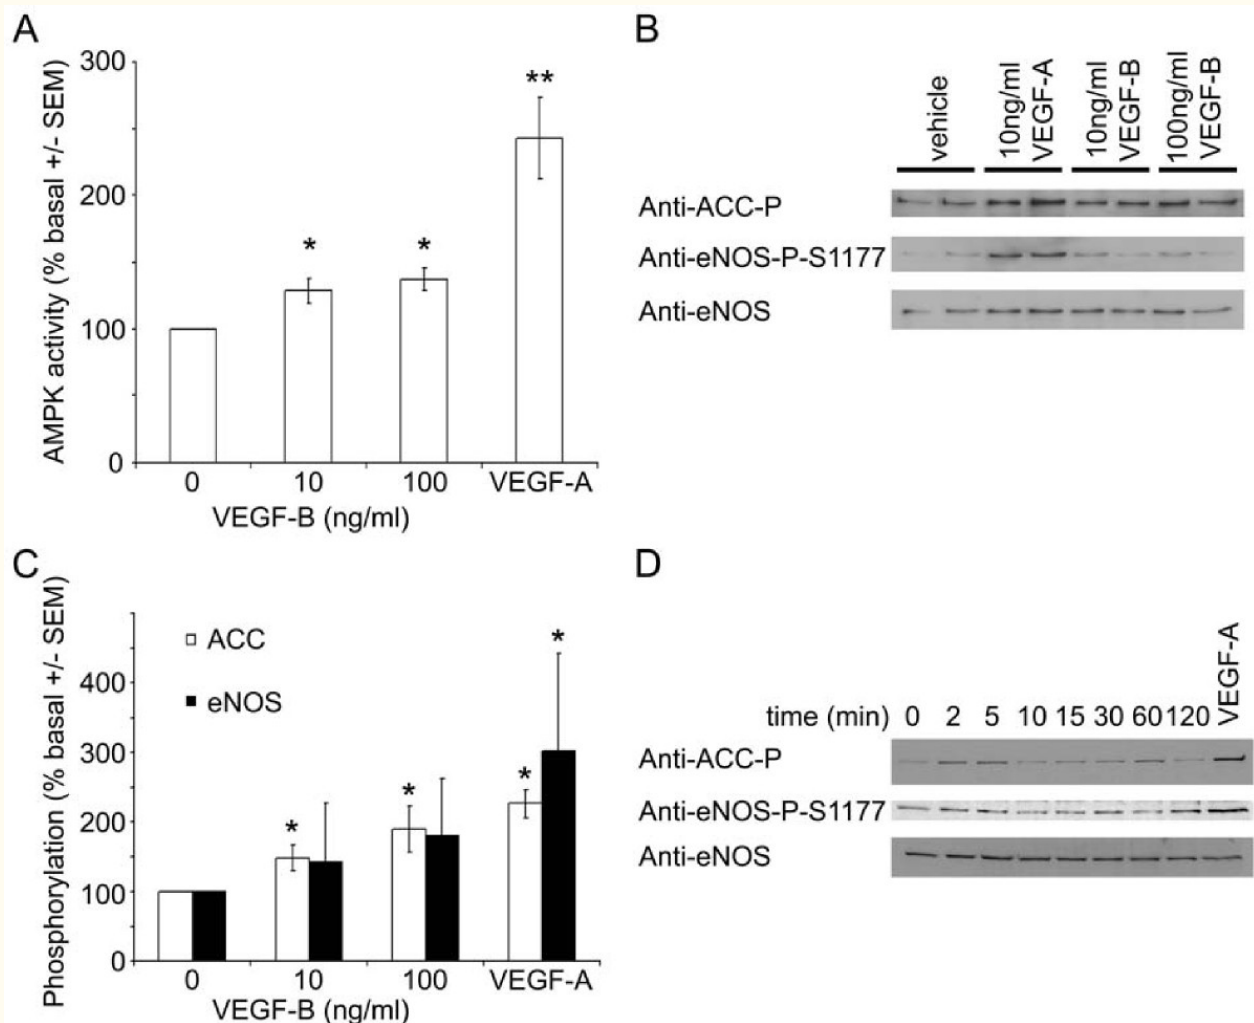 A
AMPK activity (% basal +/- SEM)
300
200
100
0
*
*
**
0 10 100 VEGF-A
VEGF-B (ng/ml)
B
vehicle
10ng/ml
VEGF-A
10ng/ml
VEGF-B
100ng/ml
VEGF-B
Anti-ACC-P
Anti-eNOS-P-S1177
Anti-eNOS
C
Phosphorylation (% basal +/- SEM)
ACC
eNOS
400
300
200
100
0
*
*
*
*
0 10 100 VEGF-A
VEGF-B (ng/ml)
D
time (min) 0 2 5 10 15 30 60 120 VEGF-A
Anti-ACC-P
Anti-eNOS-P-S1177
Anti-eNOS